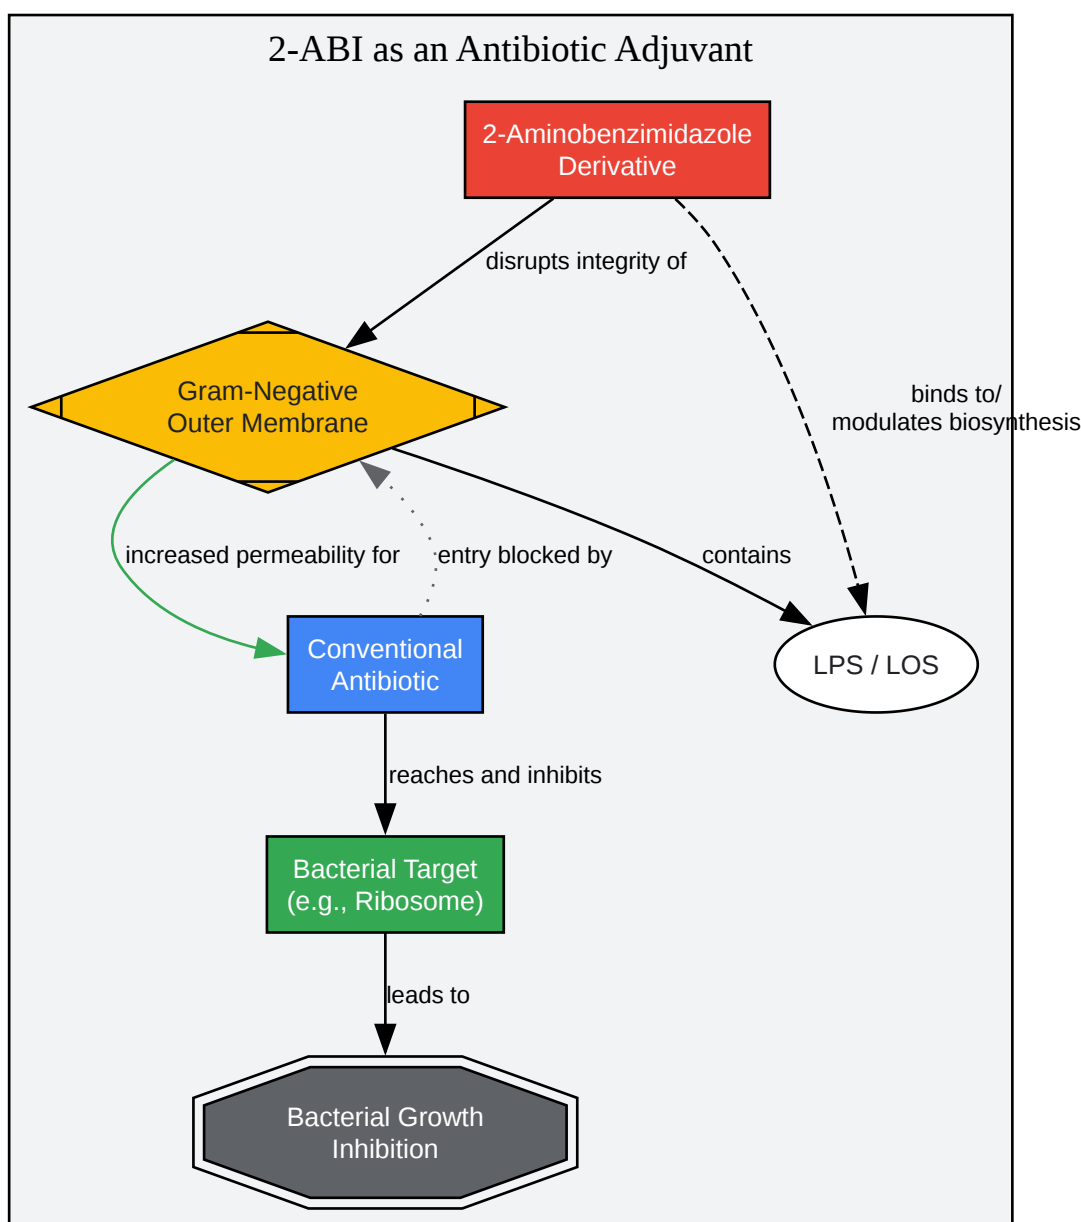 2-ABI as an Antibiotic Adjuvant
2-Aminobenzimidazole
Derivative
disrupts integrity of
Gram-Negative
Outer Membrane
binds to/
modulates biosynthesis
increased permeability for
entry blocked by
contains
Conventional
Antibiotic
LPS / LOS
reaches and inhibits
Bacterial Target
(e.g., Ribosome)
leads to
Bacterial Growth
Inhibition